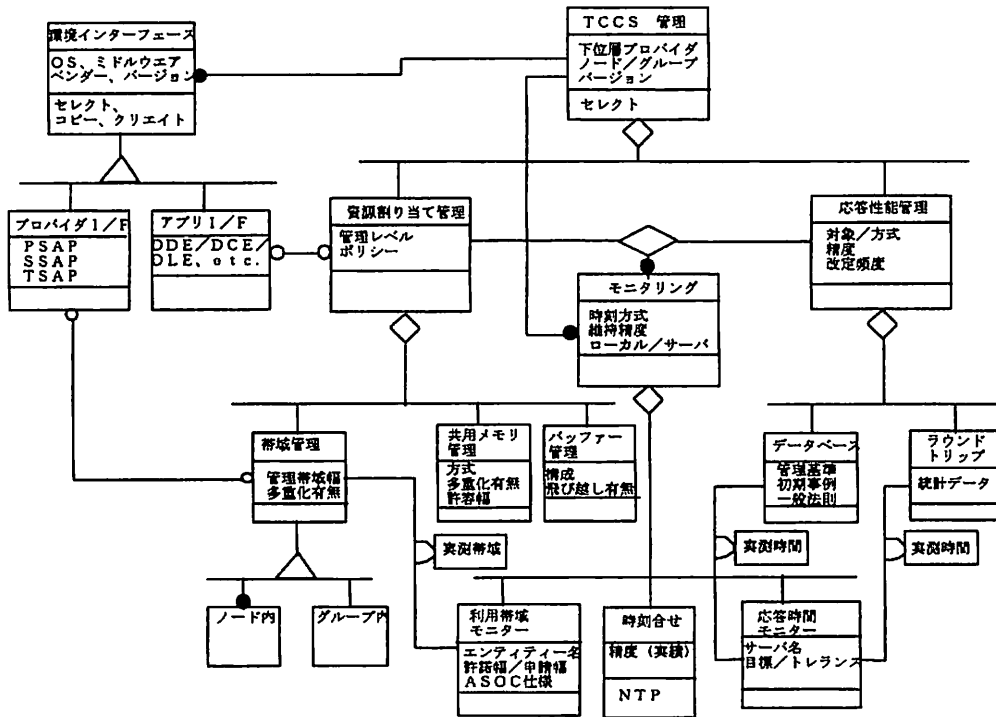 環境インターフェース
OS、ミドルウエア
ベンダー、バージョン
セレクト、
コピー、クリエイト
TCCS 管理
下位層プロバイダ
ノード/グループ
バージョン
セレクト
プロバイダI/F
PSAP
SSAP
TSAP
アプリI/F
DDE/DCE/
OLE、otc.
資源割り当て管理
管理レベル
ポリシー
応答性能管理
対象/方式
精度
改定頻度
モニタリング
時刻方式
維持精度
ローカル/サーバ
帯域管理
管理帯域幅
多重化有無
共用メモリ
管理
方式
多重化有無
許容幅
バッファー
管理
構成
飛び越し有無
データベース
管理基準
初期事例
一般法則
ラウンド
トリップ
統計データ
実測帯域
実測時間
実測時間
ノード内
グループ内
利用帯域
モニター
エンティティー名
許諾幅/申請幅
ASOC仕様
時刻合せ
精度(実績)
NTP
応答時間
モニター
サーバ名
目標/トレランス